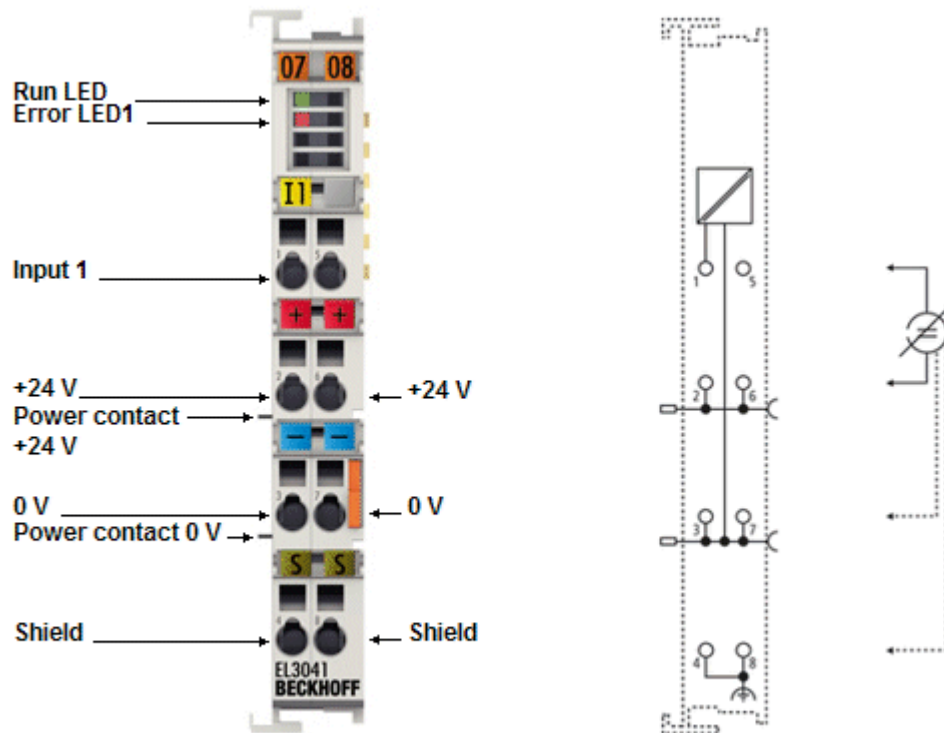 07 08
Run LED
Error LED1
I1
1 5
Input 1
+ +
2 6
+24 V
+24 V
Power contact
+24 V
− −
3 7
0 V
0 V
Power contact 0 V
S S
4 8
Shield
Shield
EL3041
BECKHOFF
1 5
2 6
3 7
4 8